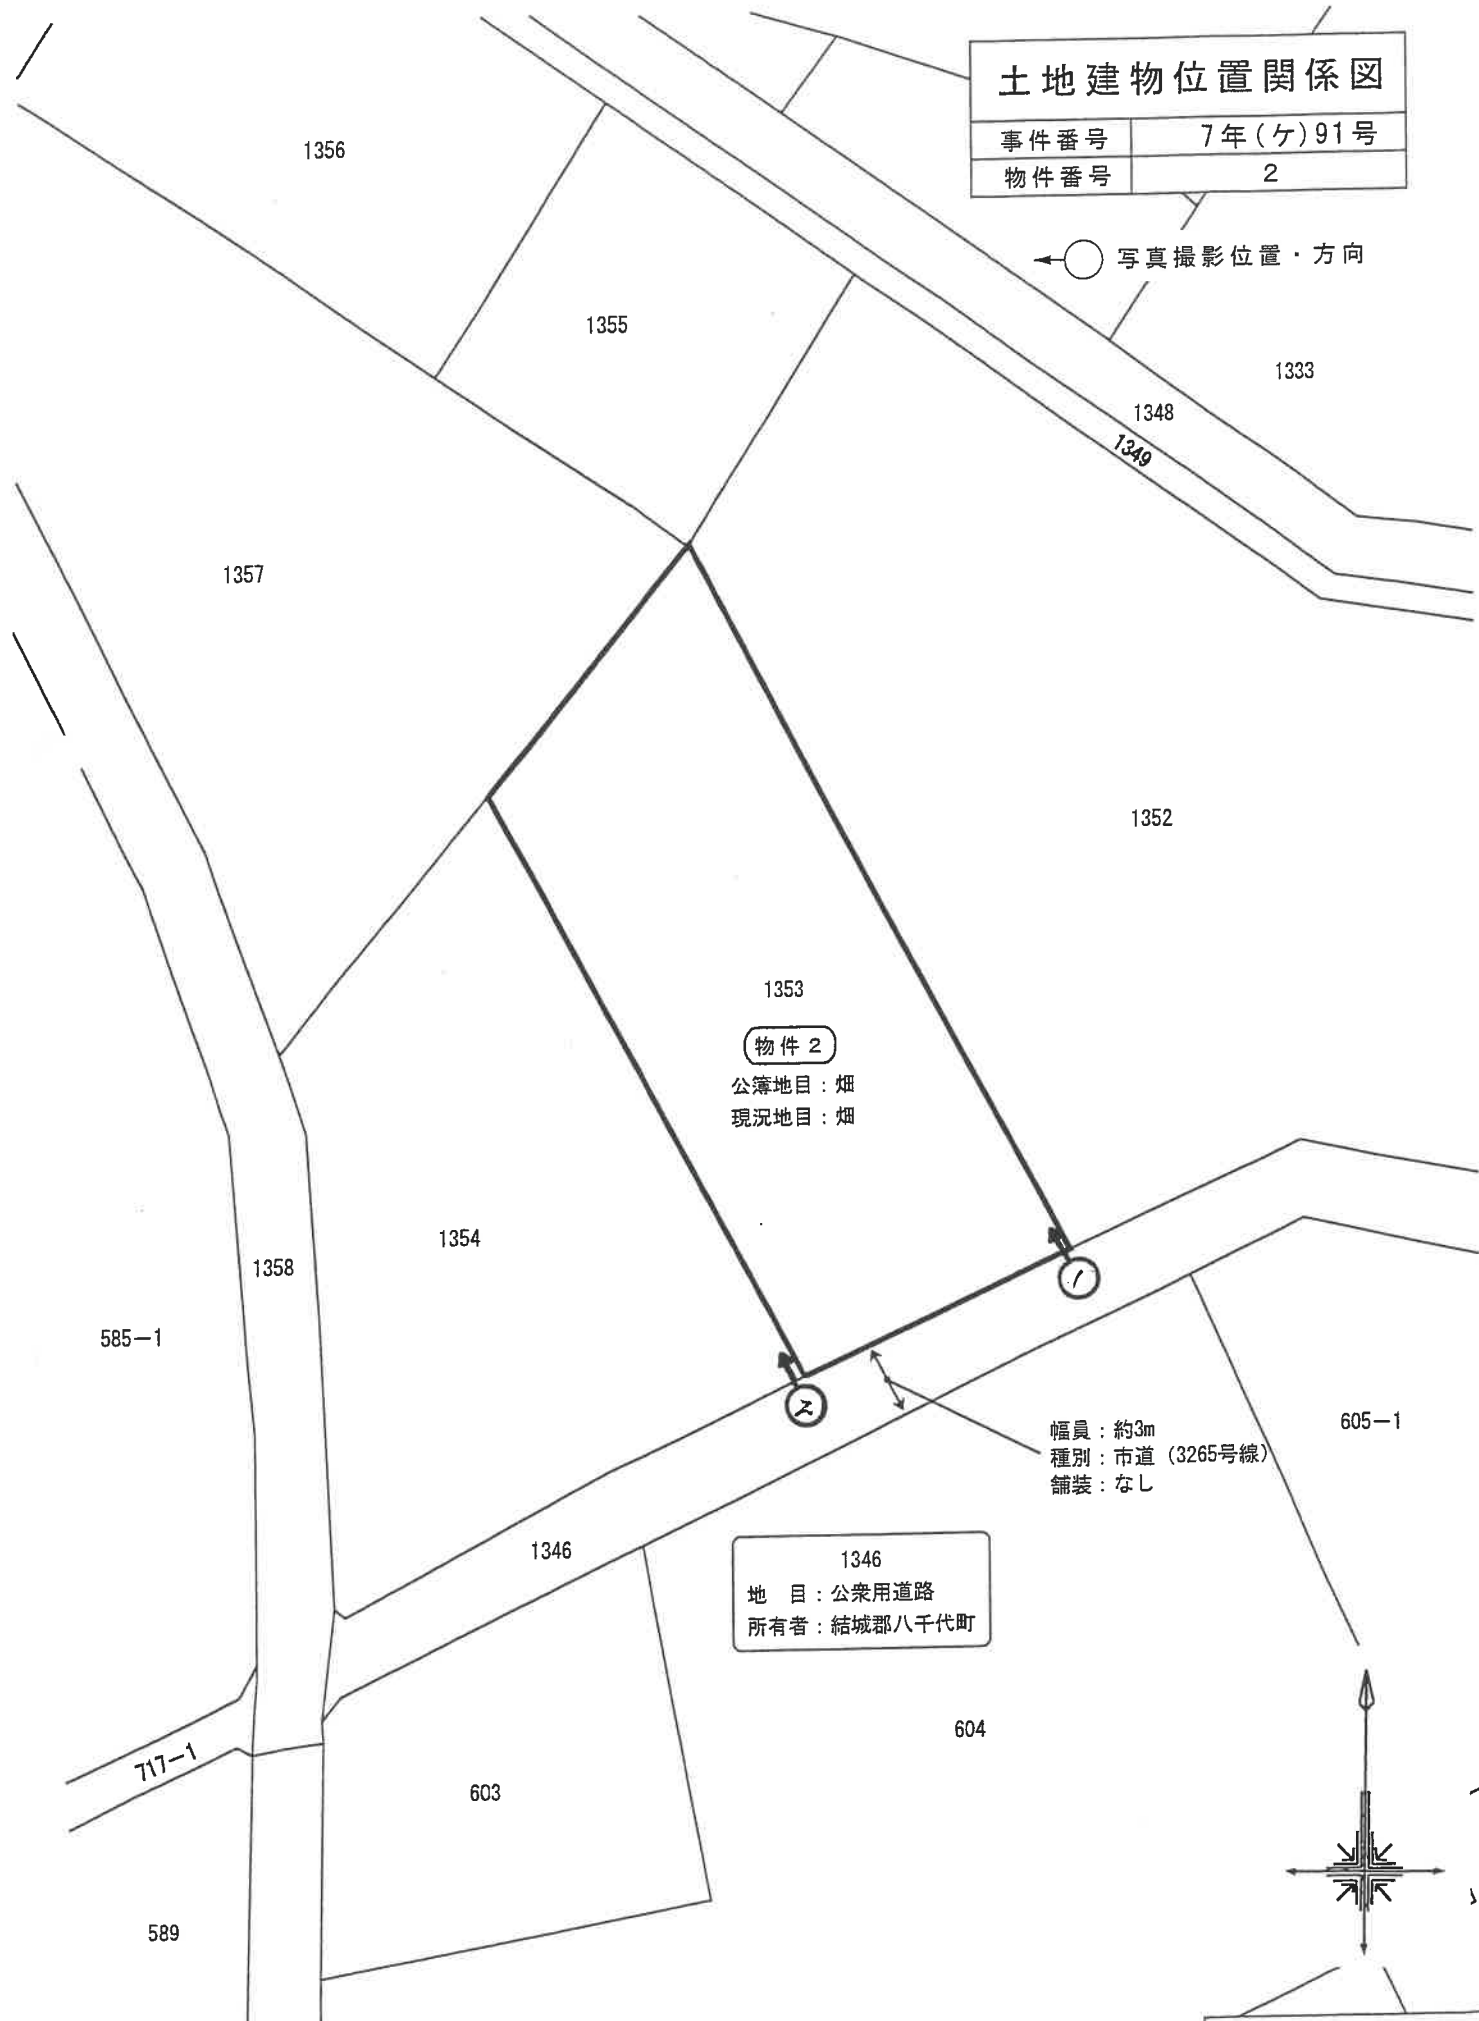 土地建物位置関係図
事件番号 7年(ケ)91号
物件番号 2
写真撮影位置・方向
1356
1355
1333
1348
1349
1357
1352
1353
物件 2
公簿地目：畑
現況地目：畑
1354
1358
585-1
1
2
幅員：約3m
種別：市道（3265号線）
舗装：なし
605-1
1346
1346
地　目：公衆用道路
所有者：結城郡八千代町
604
717-1
603
589